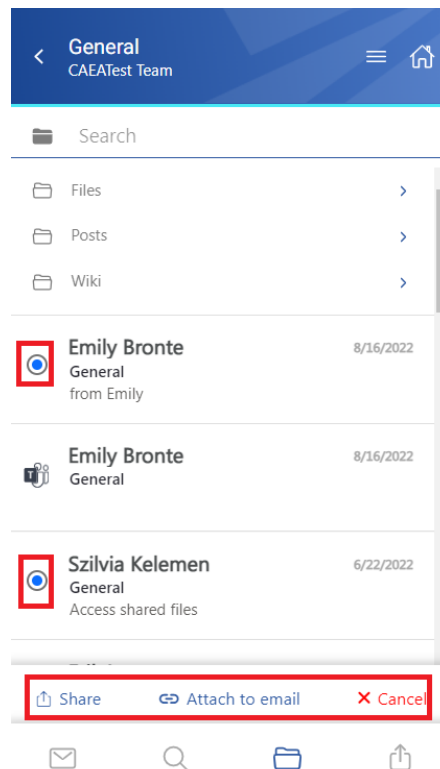 General
CAEATest Team
Search
Files
Posts
Wiki
Emily Bronte 8/16/2022
General
from Emily
Emily Bronte 8/16/2022
General
Szilvia Kelemen 6/22/2022
General
Access shared files
Share Attach to email Cancel